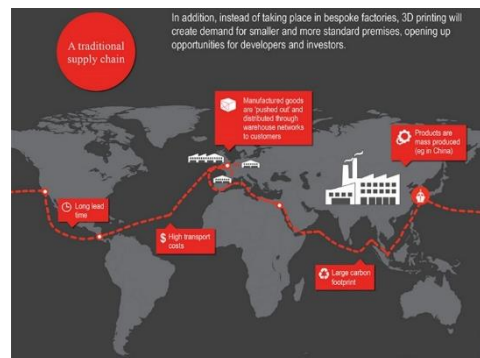 In addition, instead of taking place in bespoke factories, 3D printing will
create demand for smaller and more standard premises, opening up
opportunities for developers and investors.
A traditional
supply chain
Manufactured goods
are 'pushed out' and
distributed through
warehouse networks
to customers
Products are
mass produced
(eg in China)
Long lead
time
$ High transport
costs
Large carbon
footprint